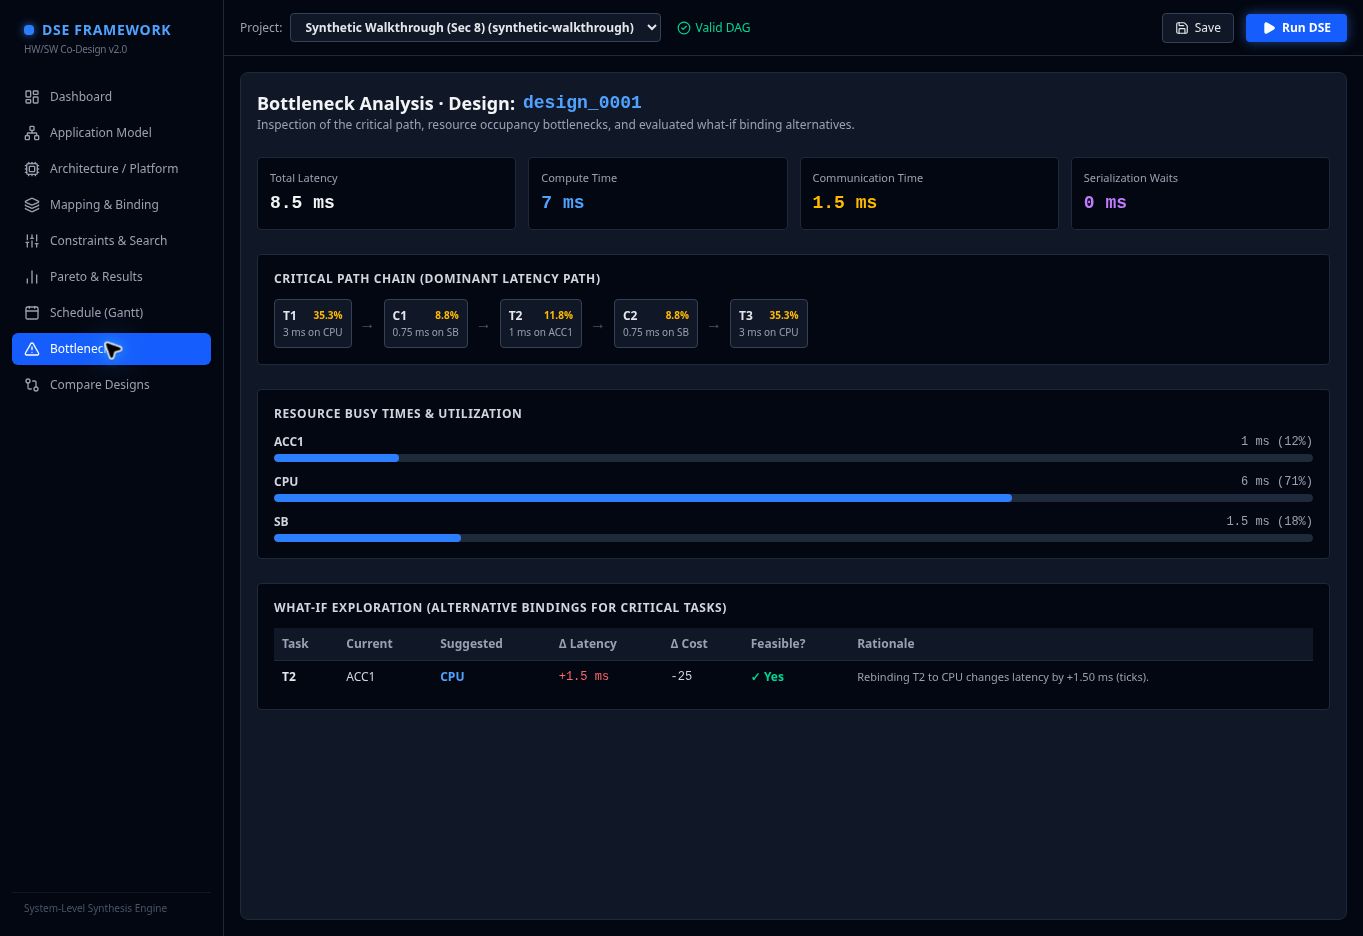 DSE FRAMEWORK
HW/SW Co-Design v2.0
Dashboard
Application Model
Architecture / Platform
Mapping & Binding
Constraints & Search
Pareto & Results
Schedule (Gantt)
Bottlenec
Compare Designs
System-Level Synthesis Engine
Project: Synthetic Walkthrough (Sec 8) (synthetic-walkthrough) Valid DAG Save Run DSE
Bottleneck Analysis · Design: design_0001
Inspection of the critical path, resource occupancy bottlenecks, and evaluated what-if binding alternatives.
Total Latency Compute Time Communication Time Serialization Waits
8.5 ms 7 ms 1.5 ms 0 ms
CRITICAL PATH CHAIN (DOMINANT LATENCY PATH)
T1 35.3% C1 8.8% T2 11.8% C2 8.8% T3 35.3%
3 ms on CPU → 0.75 ms on SB → 1 ms on ACC1 → 0.75 ms on SB → 3 ms on CPU
RESOURCE BUSY TIMES & UTILIZATION
ACC1 1 ms (12%)
CPU 6 ms (71%)
SB 1.5 ms (18%)
WHAT-IF EXPLORATION (ALTERNATIVE BINDINGS FOR CRITICAL TASKS)
Task Current Suggested Δ Latency Δ Cost Feasible? Rationale
T2 ACC1 CPU +1.5 ms -25 ✓ Yes Rebinding T2 to CPU changes latency by +1.50 ms (ticks).